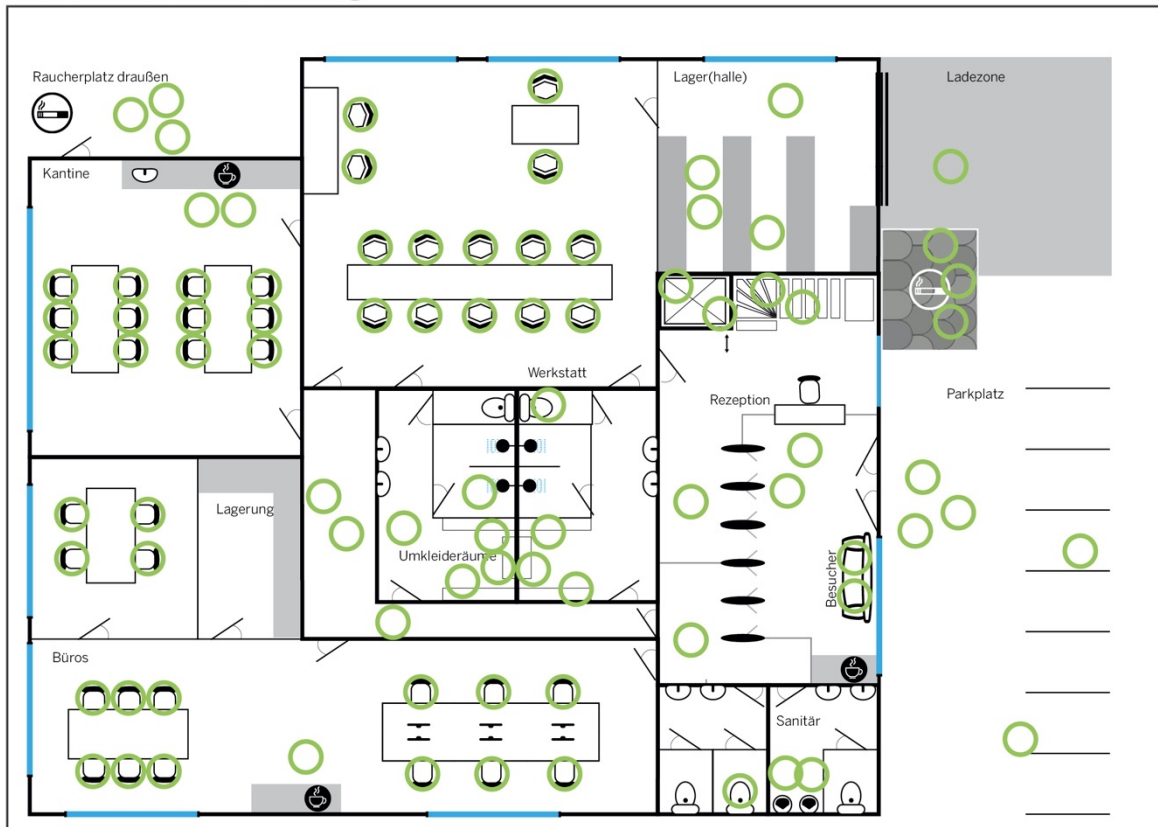 Raucherplatz draußen
Lager(halle)
Ladezone
Kantine
Werkstatt
Rezeption
Parkplatz
Lagerung
Umkleideräume
Besucher
Büros
Sanitär